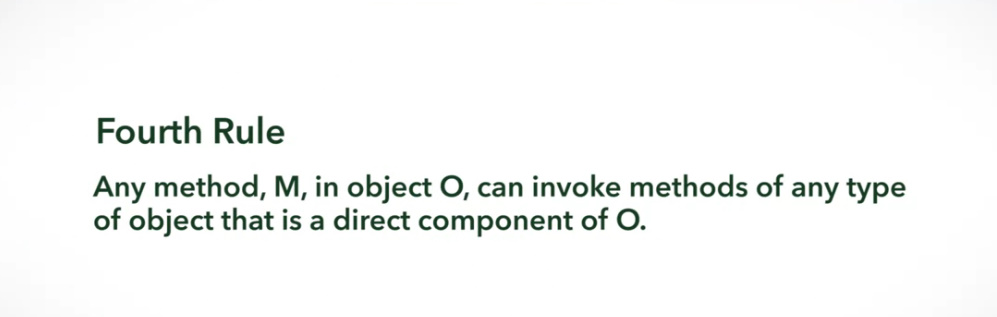 Fourth Rule
Any method, M, in object O, can invoke methods of any type
of object that is a direct component of O.